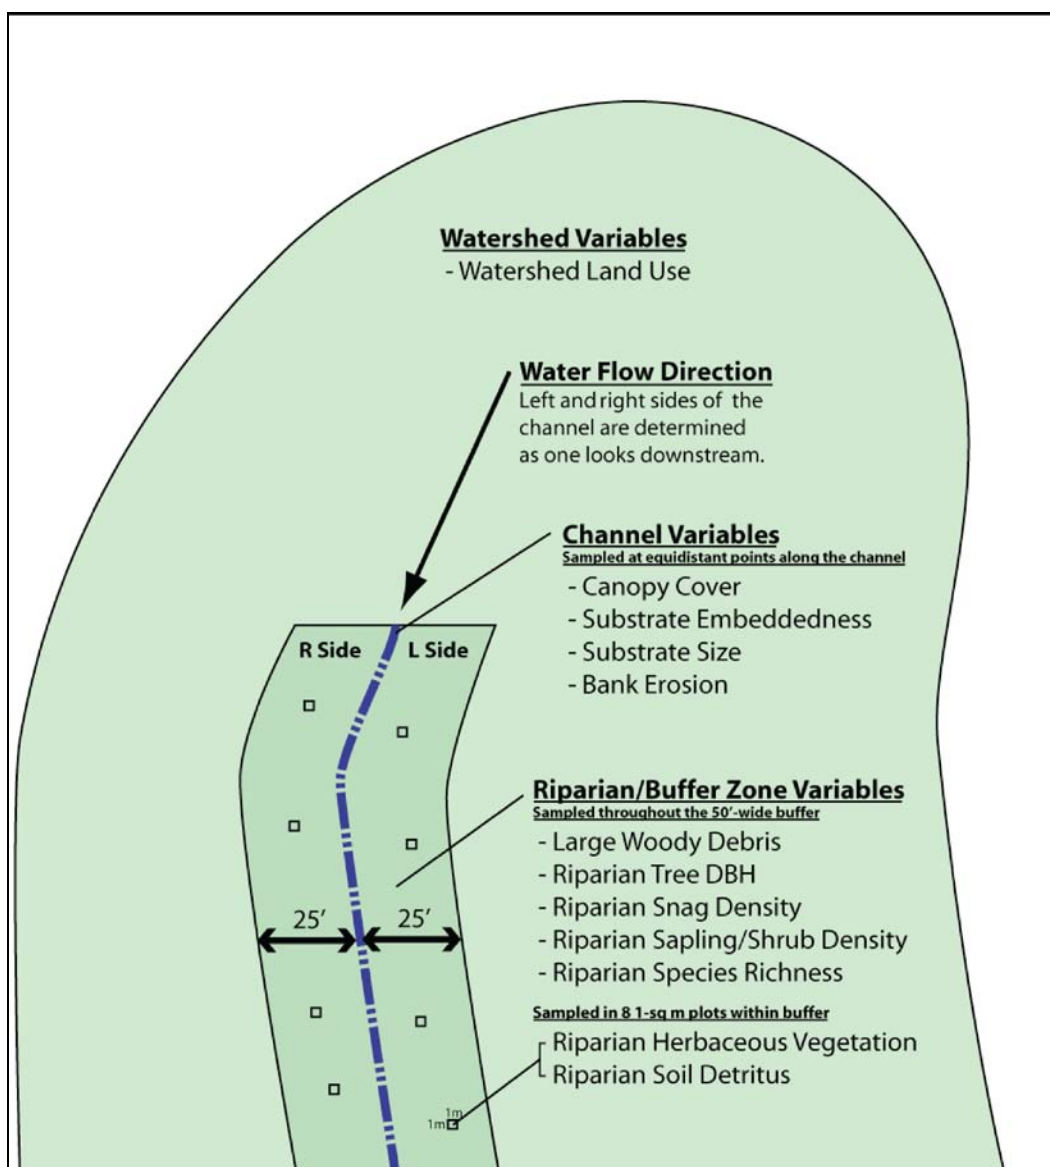 Watershed Variables
- Watershed Land Use
Water Flow Direction
Left and right sides of the
channel are determined
as one looks downstream.
Channel Variables
Sampled at equidistant points along the channel
- Canopy Cover
- Substrate Embeddedness
- Substrate Size
- Bank Erosion
R Side
L Side
Riparian/Buffer Zone Variables
Sampled throughout the 50'-wide buffer
- Large Woody Debris
- Riparian Tree DBH
- Riparian Snag Density
- Riparian Sapling/Shrub Density
- Riparian Species Richness
25'
25'
Sampled in 8 1-sq m plots within buffer
Riparian Herbaceous Vegetation
Riparian Soil Detritus
1m
1m